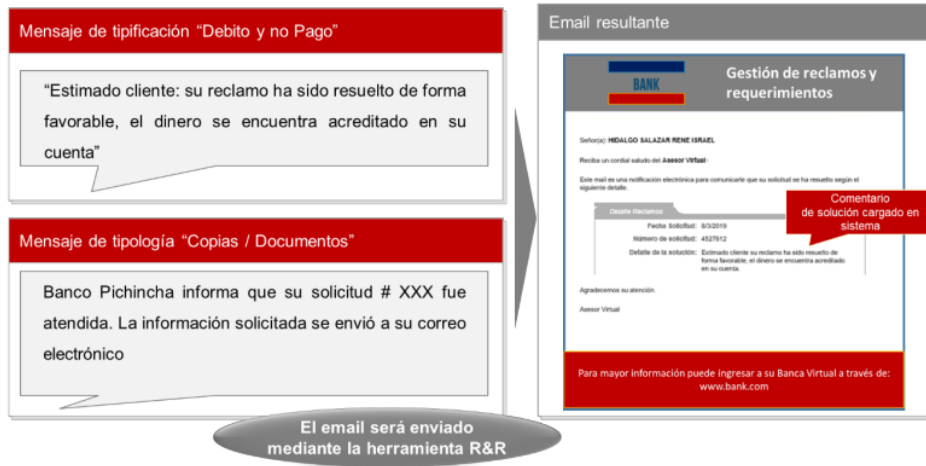 Mensaje de tipificación “Debito y no Pago”
“Estimado cliente: su reclamo ha sido resuelto de forma
favorable, el dinero se encuentra acreditado en su
cuenta”
Mensaje de tipología “Copias / Documentos”
Banco Pichincha informa que su solicitud # XXX fue
atendida. La información solicitada se envió a su correo
electrónico
El email será enviado
mediante la herramienta R&R
Email resultante
BANK
Gestión de reclamos y
requerimientos
Señor(a): HIDALGO SALAZAR RENE ISRAEL
Reciba un cordial saludo del Asesor Virtual
Este mail es una notificación electrónica para comunicarle que su solicitud se ha resuelto según el
siguiente detalle.
Detalle Reclamos
Comentario
de solución cargado en
sistema
Fecha Solicitud: 8/3/2019
Número de solicitud: 4527812
Detalle de la solución: Estimado cliente su reclamo ha sido resuelto de
forma favorable, el dinero se encuentra acreditado
en su cuenta.
Agradecemos su atención.
Asesor Virtual
Para mayor información puede ingresar a su Banca Virtual a través de:
www.bank.com